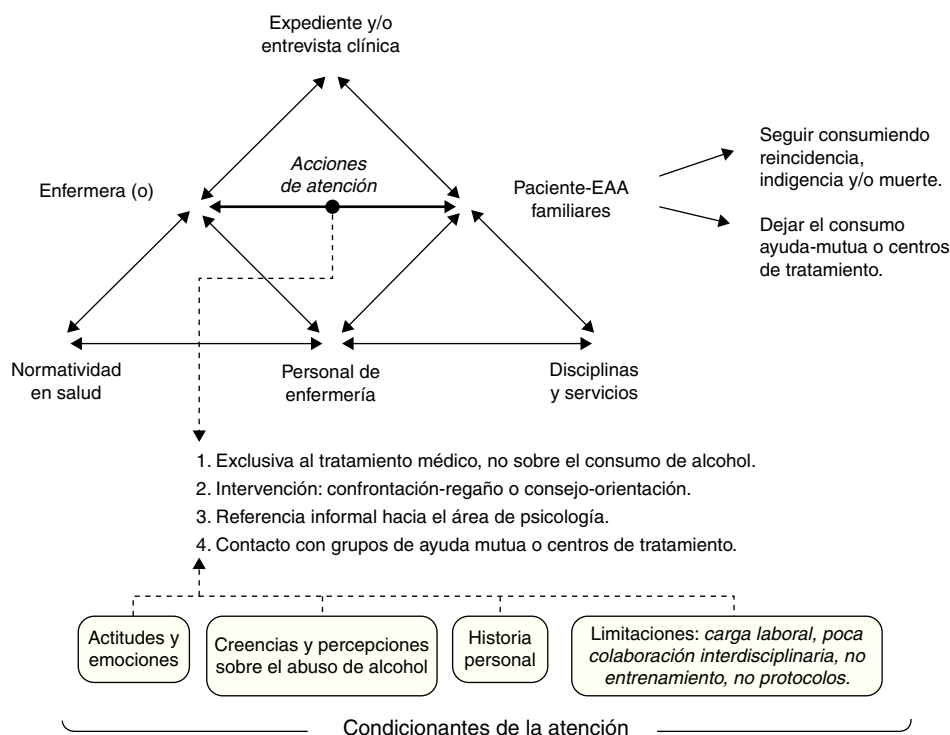 Expediente y/o
entrevista clínica
Acciones
de atención
Enfermera (o)
Paciente-EAA
familiares
Seguir consumiendo
reincidencia,
indigencia y/o muerte.
Dejar el consumo
ayuda-mutua o centros
de tratamiento.
Normatividad
en salud
Personal de
enfermería
Disciplinas
y servicios
1. Exclusiva al tratamiento médico, no sobre el consumo de alcohol.
2. Intervención: confrontación-regaño o consejo-orientación.
3. Referencia informal hacia el área de psicología.
4. Contacto con grupos de ayuda mutua o centros de tratamiento.
Actitudes y
emociones
Creencias y percepciones
sobre el abuso de alcohol
Historia
personal
Limitaciones: carga laboral, poca
colaboración interdisciplinaria, no
entrenamiento, no protocolos.
Condicionantes de la atención